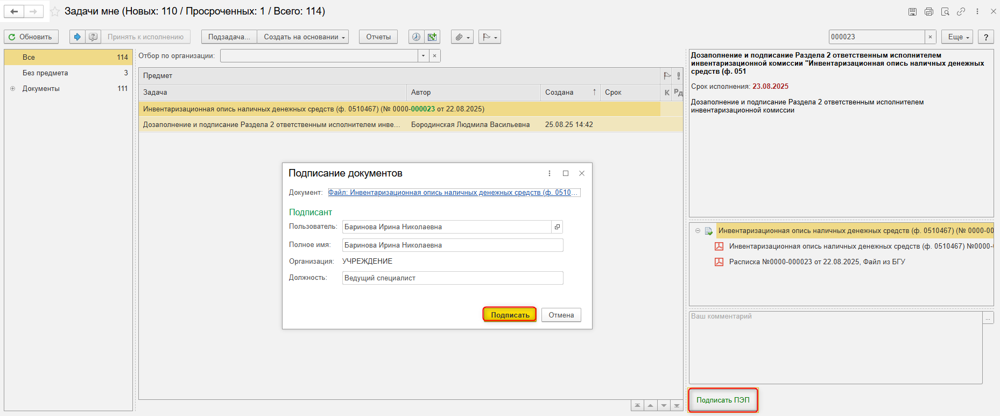 Задачи мне (Новых: 110 / Просроченных: 1 / Всего: 114)
Обновить
Принять к исполнению
Подзадача...
Создать на основании
Отчеты
000023
×
Еще
?
Все 114
Без предмета 3
Документы 111
Отбор по организации:
Предмет
Задача Автор Создана ↑ Срок К Рд
Инвентаризационная опись наличных денежных средств (ф. 0510467) (№ 0000-000023 от 22.08.2025)
Дозаполнение и подписание Раздела 2 ответственным исполнителем инве... Бородинская Людмила Васильевна 25.08.25 14:42
Подписание документов
Документ: Файл: Инвентаризационная опись наличных денежных средств (ф. 0510...
Подписант
Пользователь: Баринова Ирина Николаевна
Полное имя: Баринова Ирина Николаевна
Организация: УЧРЕЖДЕНИЕ
Должность: Ведущий специалист
Подписать
Отмена
Дозаполнение и подписание Раздела 2 ответственным исполнителем
инвентаризационной комиссии "Инвентаризационная опись наличных денежных
средств (ф. 051
Срок исполнения: 23.08.2025
Дозаполнение и подписание Раздела 2 ответственным исполнителем
инвентаризационной комиссии
Инвентаризационная опись наличных денежных средств (ф. 0510467) (№ 0000-00
Инвентаризационная опись наличных денежных средств (ф. 0510467) №0000-
Расписка №0000-000023 от 22.08.2025, Файл из БГУ
Ваш комментарий
...
Подписать ПЭП